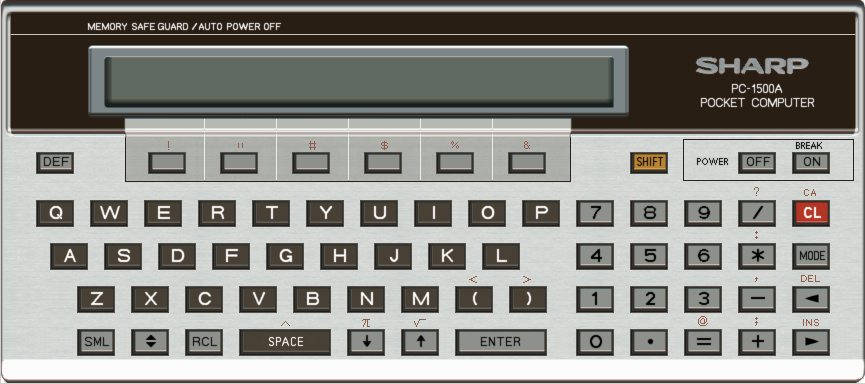 MEMORY SAFE GUARD / AUTO POWER OFF
SHARP
PC-1500A
POCKET COMPUTER
! " # $ % & BREAK
DEF SHIFT POWER OFF ON
? CA
Q W E R T Y U I O P 7 8 9 / CL
:
A S D F G H J K L 4 5 6 * MODE
< > , DEL
Z X C V B N M ( ) 1 2 3 − ◄
^ π √ @ ; INS
SML ♦ RCL SPACE ↓ ↑ ENTER 0 • = + ►